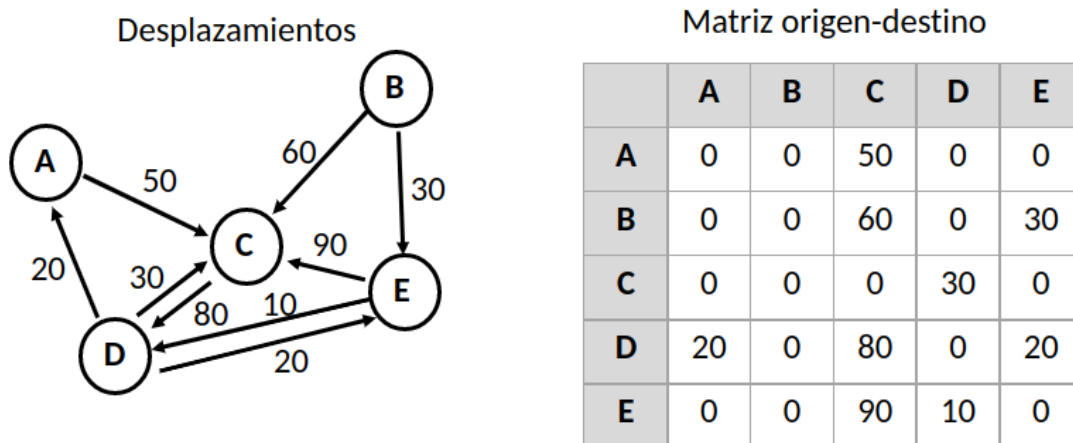 Desplazamientos
B
A
50
60
30
C
90
20
30
E
80
10
D
20
Matriz origen-destino
A B C D E
A 0 0 50 0 0
B 0 0 60 0 30
C 0 0 0 30 0
D 20 0 80 0 20
E 0 0 90 10 0